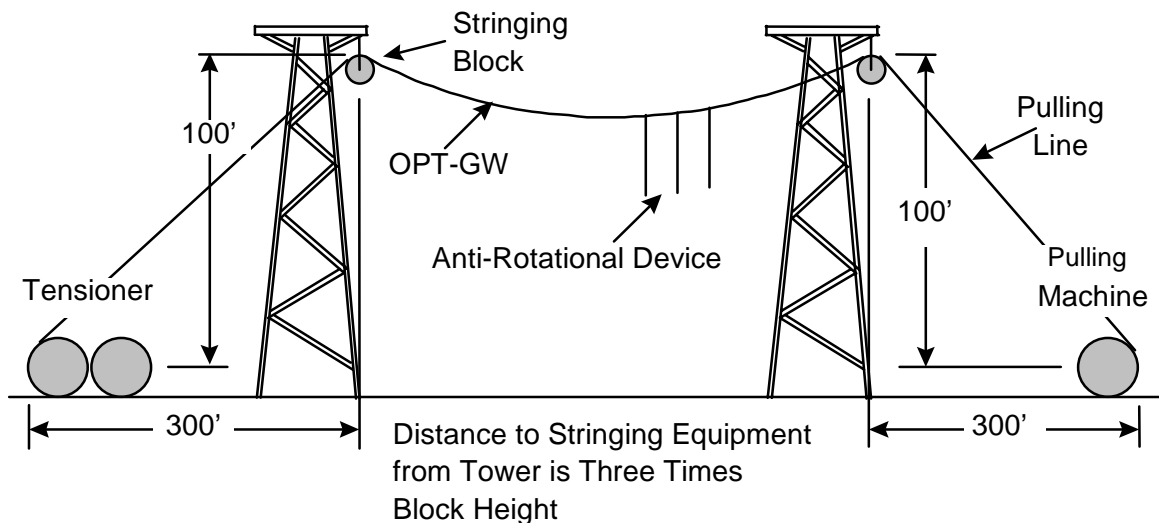 Stringing
Block
100’
OPT-GW
Pulling
Line
100’
Anti-Rotational Device
Tensioner
Pulling
Machine
300’
300’
Distance to Stringing Equipment
from Tower is Three Times
Block Height